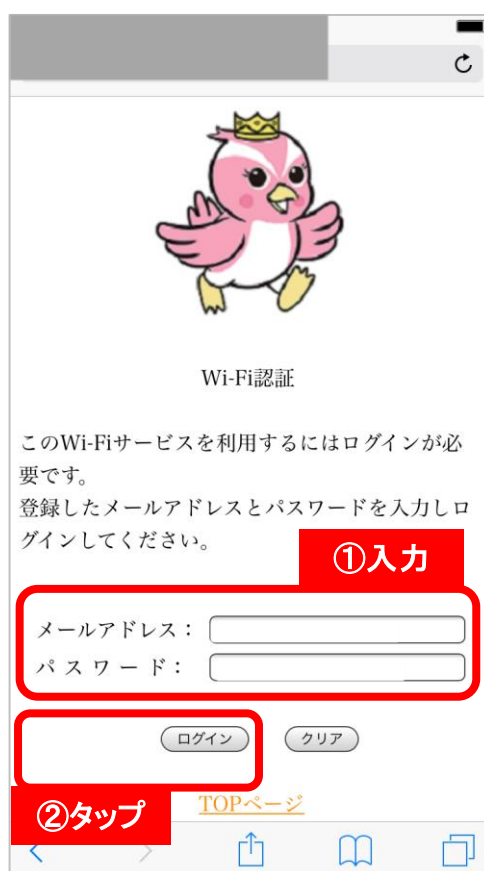 Wi-Fi認証
このWi-Fiサービスを利用するにはログインが必
要です。
登録したメールアドレスとパスワードを入力しロ
グインしてください。
①入力
メールアドレス：
パスワード：
ログイン クリア
②タップ
TOPページ